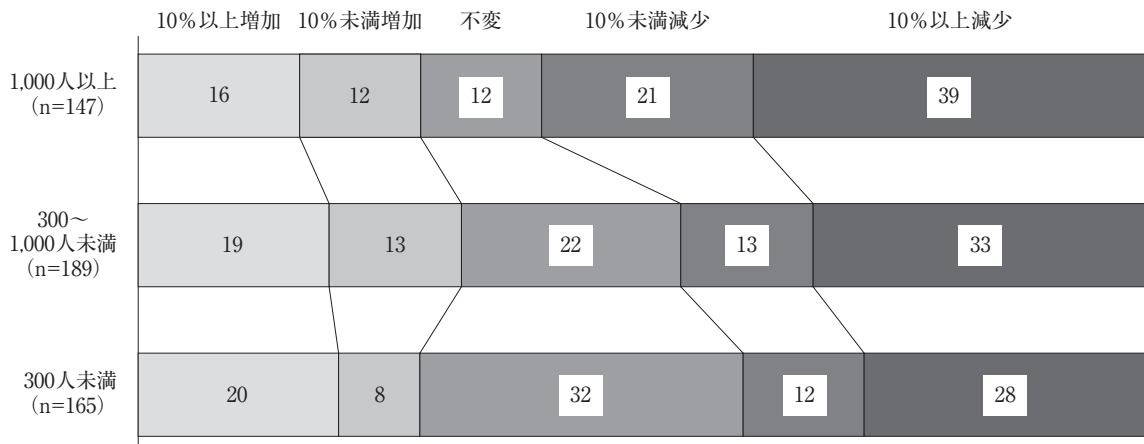 10%以上増加 10%未満増加 不変 10%未満減少 10%以上減少
1,000人以上
(n=147)
16 12 12 21 39
300〜
1,000人未満
(n=189)
19 13 22 13 33
300人未満
(n=165)
20 8 32 12 28